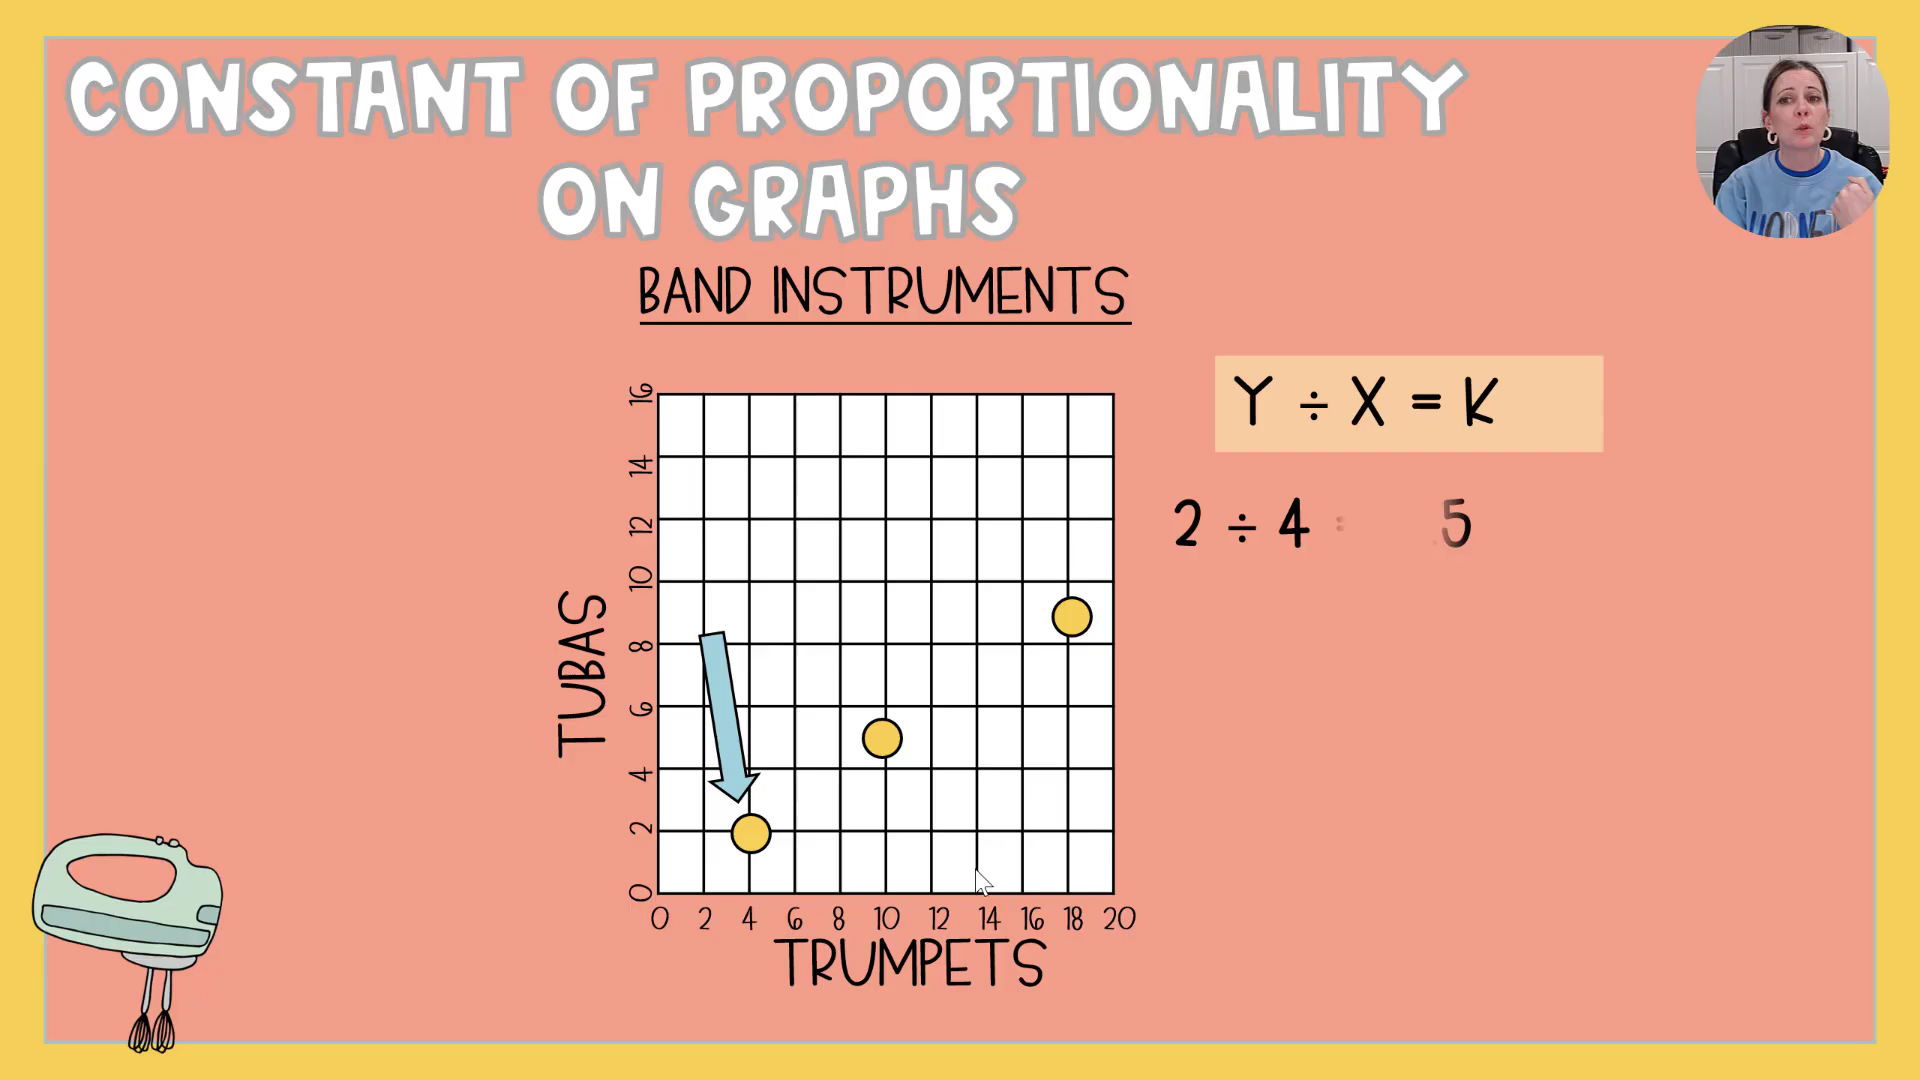 CONSTANT OF PROPORTIONALITY
ON GRAPHS
BAND INSTRUMENTS
Y ÷ X = K
2 ÷ 4 = .5
16
14
12
10
8
6
4
2
0
TUBAS
0 2 4 6 8 10 12 14 16 18 20
TRUMPETS